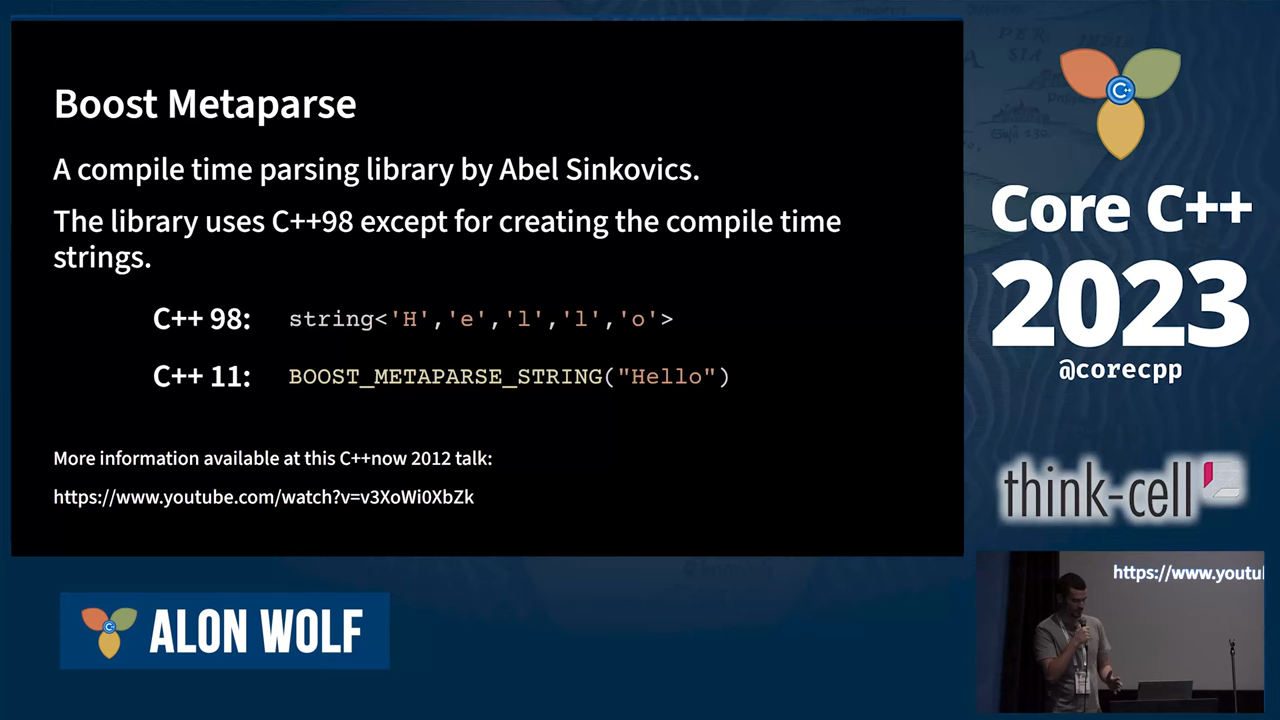 Boost Metaparse
A compile time parsing library by Abel Sinkovics.
The library uses C++98 except for creating the compile time
strings.
C++ 98: string<'H','e','l','l','o'>
C++ 11: BOOST_METAPARSE_STRING("Hello")
More information available at this C++now 2012 talk:
https://www.youtube.com/watch?v=v3XoWi0XbZk
ALON WOLF
C++
Core C++
2023
@corecpp
think-cell
https://www.youtu